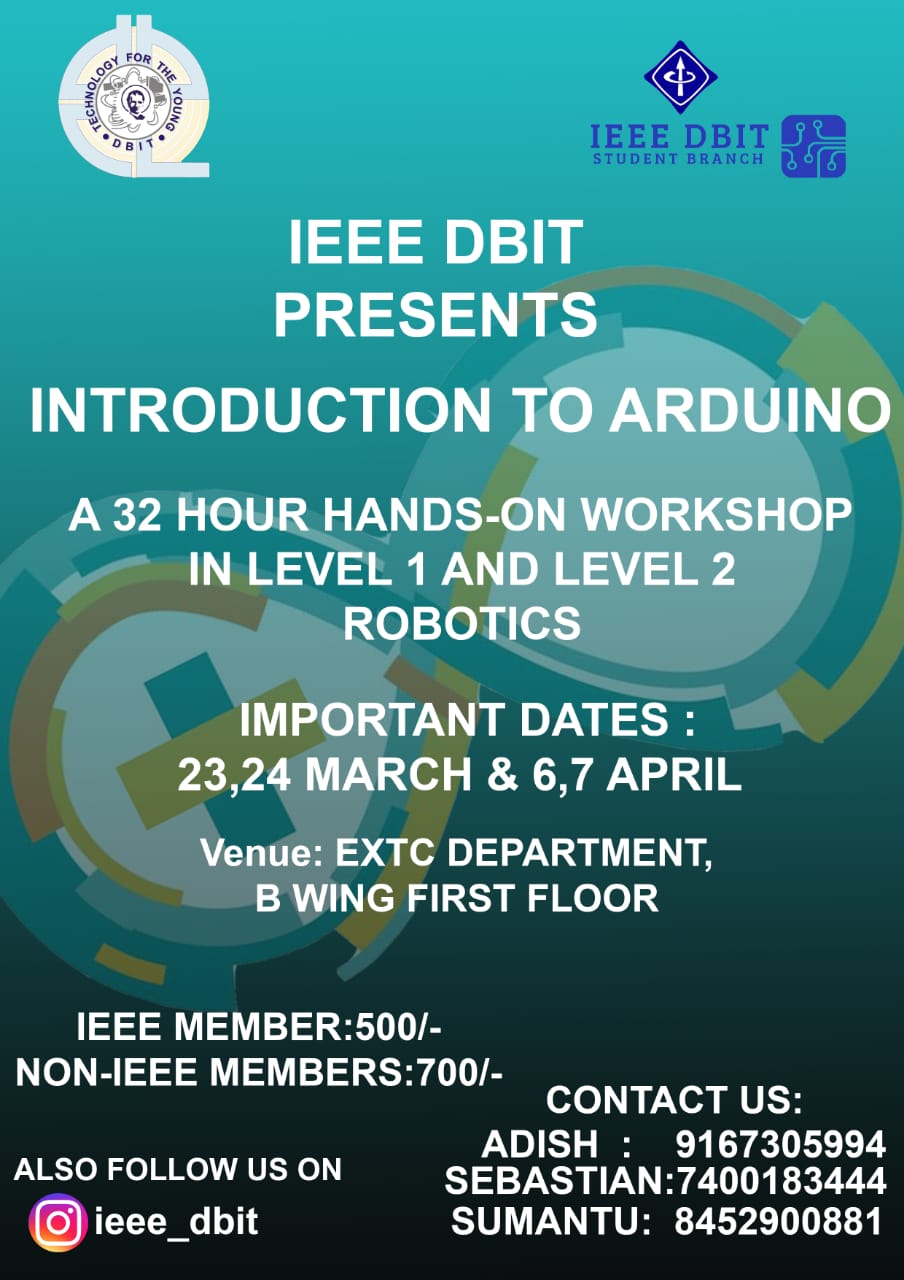 TECHNOLOGY FOR THE YOUNG
DBIT
IEEE DBIT
STUDENT BRANCH
IEEE DBIT
PRESENTS
INTRODUCTION TO ARDUINO
A 32 HOUR HANDS-ON WORKSHOP
IN LEVEL 1 AND LEVEL 2
ROBOTICS
IMPORTANT DATES :
23,24 MARCH & 6,7 APRIL
Venue: EXTC DEPARTMENT,
B WING FIRST FLOOR
IEEE MEMBER:500/-
NON-IEEE MEMBERS:700/-
CONTACT US:
ADISH : 9167305994
SEBASTIAN:7400183444
SUMANTU: 8452900881
ALSO FOLLOW US ON
ieee_dbit